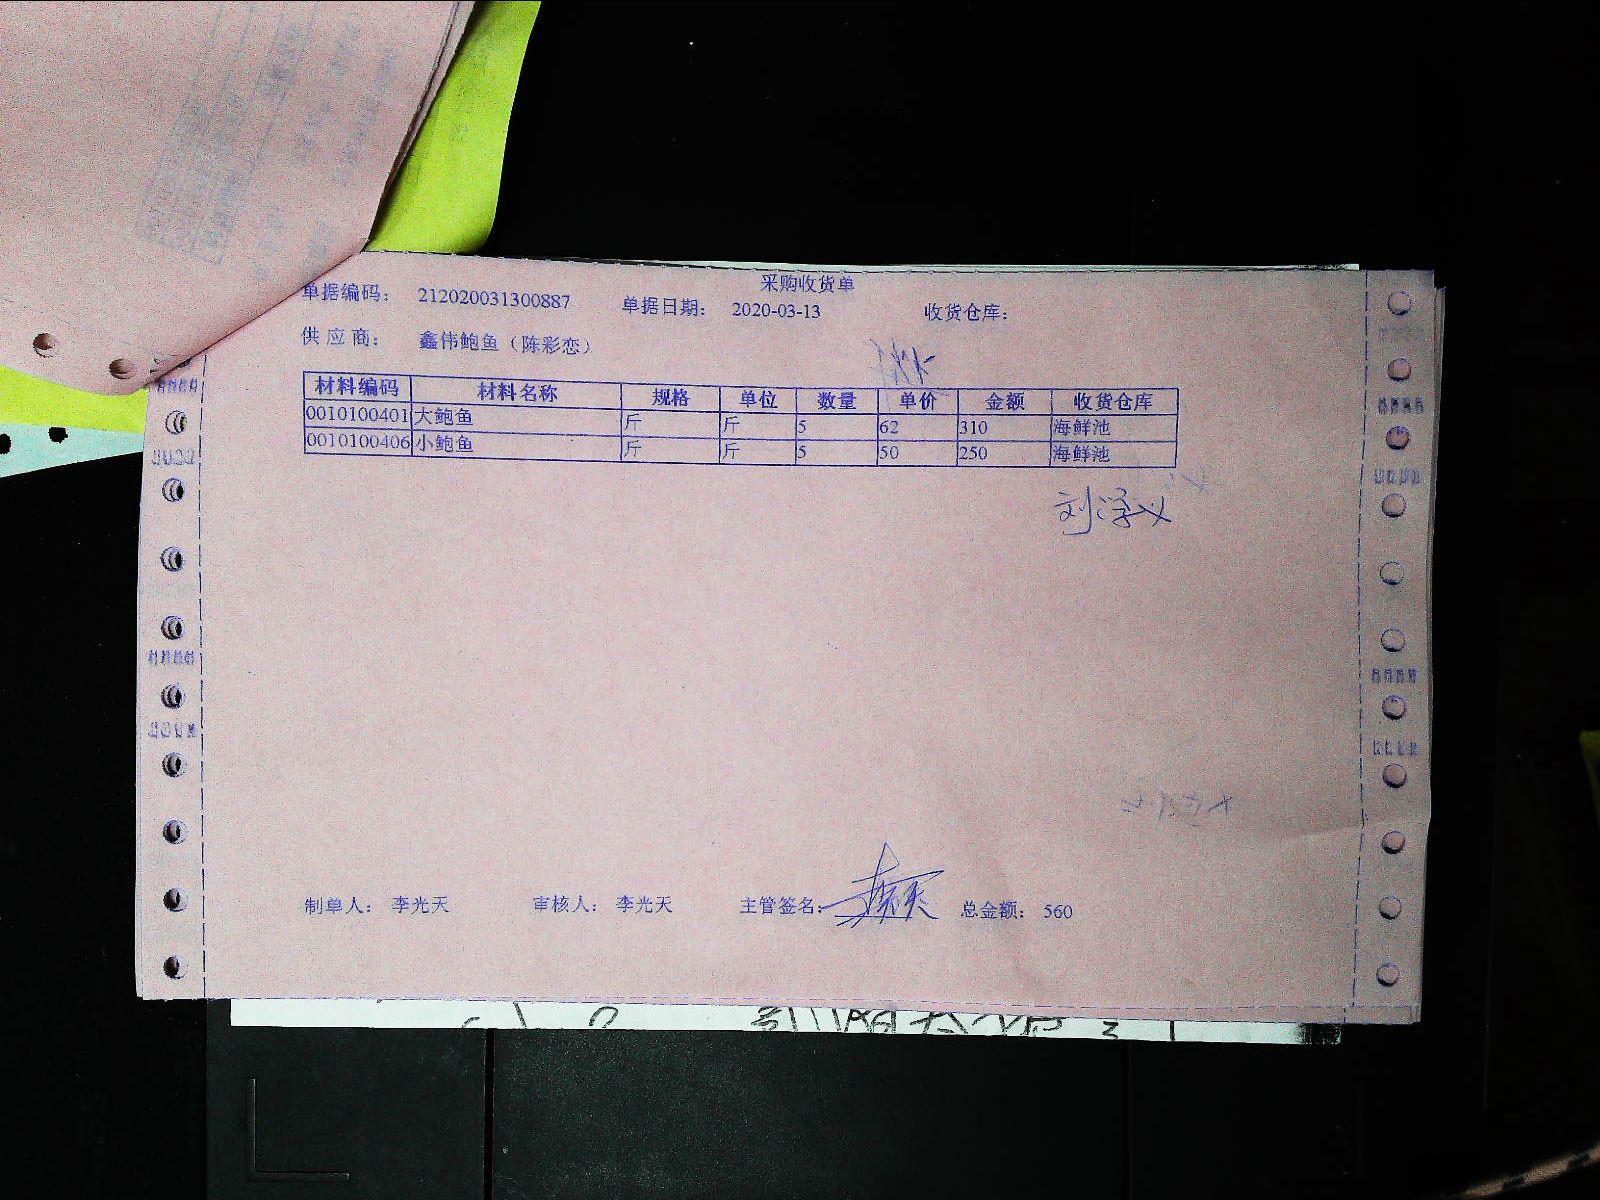 采购收货单
单据编码： 212020031300887 单据日期： 2020-03-13 收货仓库：
供应商： 鑫伟鲍鱼（陈彩恋）
材料编码 材料名称 规格 单位 数量 单价 金额 收货仓库
0010100401 大鲍鱼 斤 斤 5 62 310 海鲜池
0010100406 小鲍鱼 斤 斤 5 50 250 海鲜池
制单人： 李光天 审核人： 李光天 主管签名： 总金额： 560